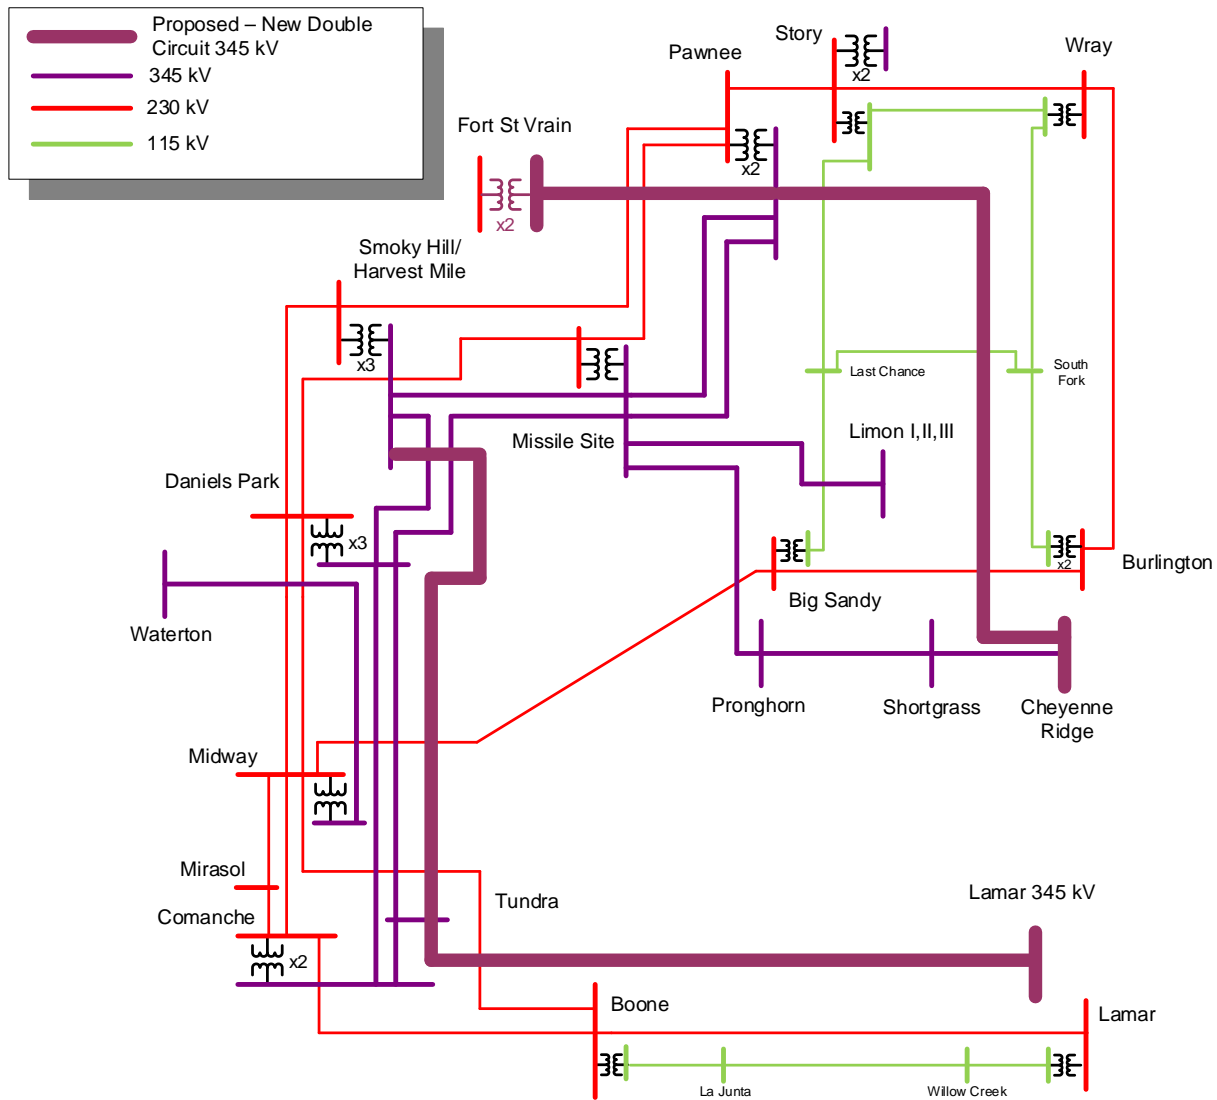 Proposed – New Double
Circuit 345 kV
345 kV
230 kV
115 kV
Story
x2
Wray
Pawnee
x2
Fort St Vrain
x2
Smoky Hill/
Harvest Mile
x3
Last Chance
South
Fork
Missile Site
Limon I,II,III
Daniels Park
x3
x2
Burlington
Big Sandy
Waterton
Pronghorn
Shortgrass
Cheyenne
Ridge
Midway
Mirasol
Comanche
x2
Tundra
Lamar 345 kV
Boone
Lamar
La Junta
Willow Creek